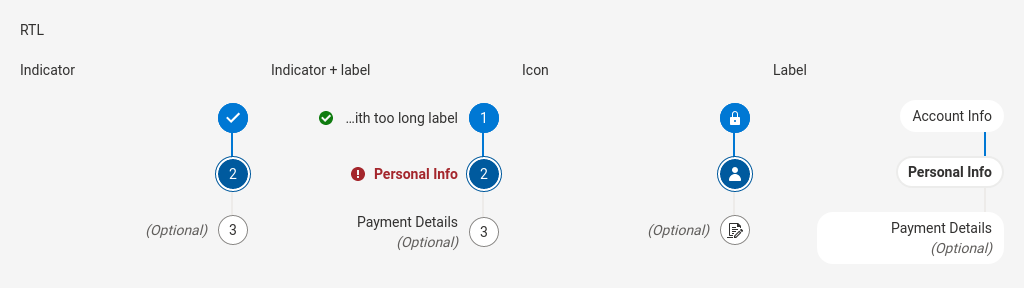 RTL
Indicator
Indicator + label
Icon
Label
2
(Optional) 3
...ith too long label 1
Personal Info 2
Payment Details
(Optional)
3
(Optional)
Account Info
Personal Info
Payment Details
(Optional)